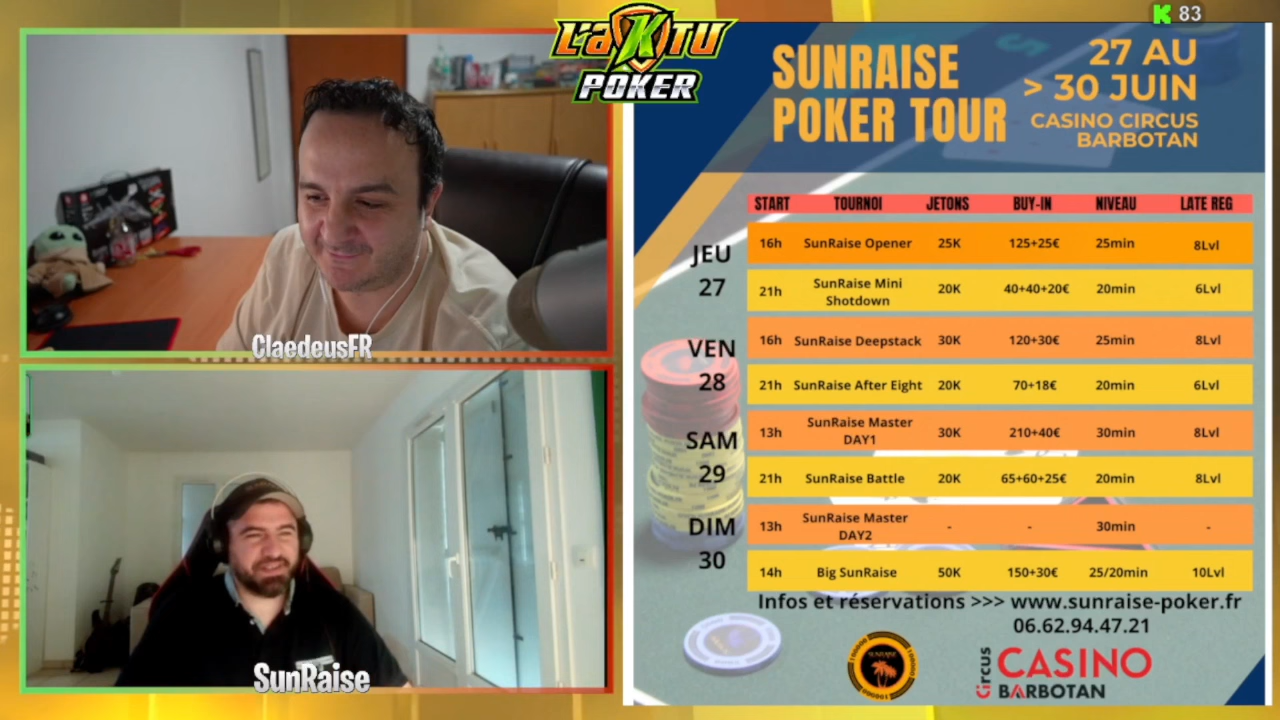 L'aKTU
POKER
K 83
ClaedeusFR
SunRaise
SUNRAISE
POKER TOUR
27 AU
> 30 JUIN
CASINO CIRCUS
BARBOTAN
START TOURNOI JETONS BUY-IN NIVEAU LATE REG
JEU
27
16h SunRaise Opener 25K 125+25€ 25min 8Lvl
21h SunRaise Mini Shotdown 20K 40+40+20€ 20min 6Lvl
VEN
28
16h SunRaise Deepstack 30K 120+30€ 25min 8Lvl
21h SunRaise After Eight 20K 70+18€ 20min 6Lvl
SAM
29
13h SunRaise Master DAY1 30K 210+40€ 30min 8Lvl
21h SunRaise Battle 20K 65+60+25€ 20min 8Lvl
DIM
30
13h SunRaise Master DAY2 - - 30min -
14h Big SunRaise 50K 150+30€ 25/20min 10Lvl
Infos et réservations >>> www.sunraise-poker.fr
06.62.94.47.21
SUNRAISE
100000
circus
CASINO
BARBOTAN